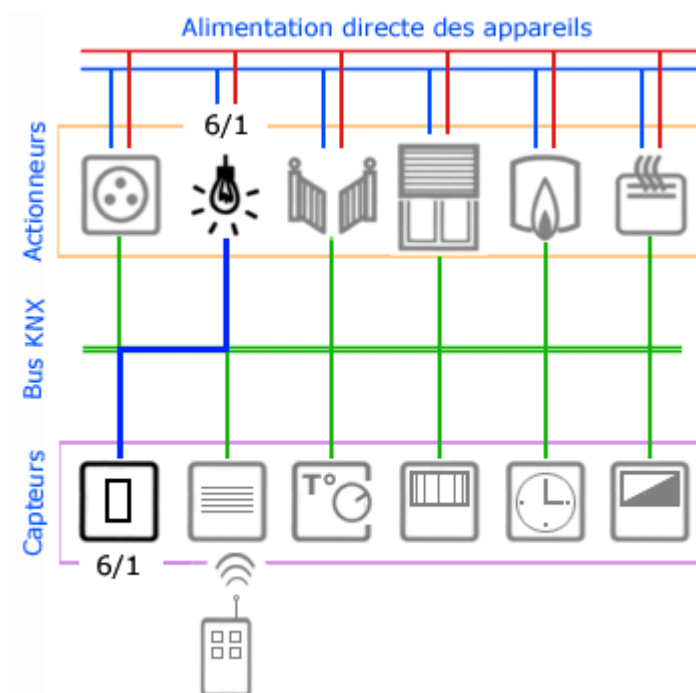 Alimentation directe des appareils
6/1
Actionneurs
Bus KNX
Capteurs
T°
6/1